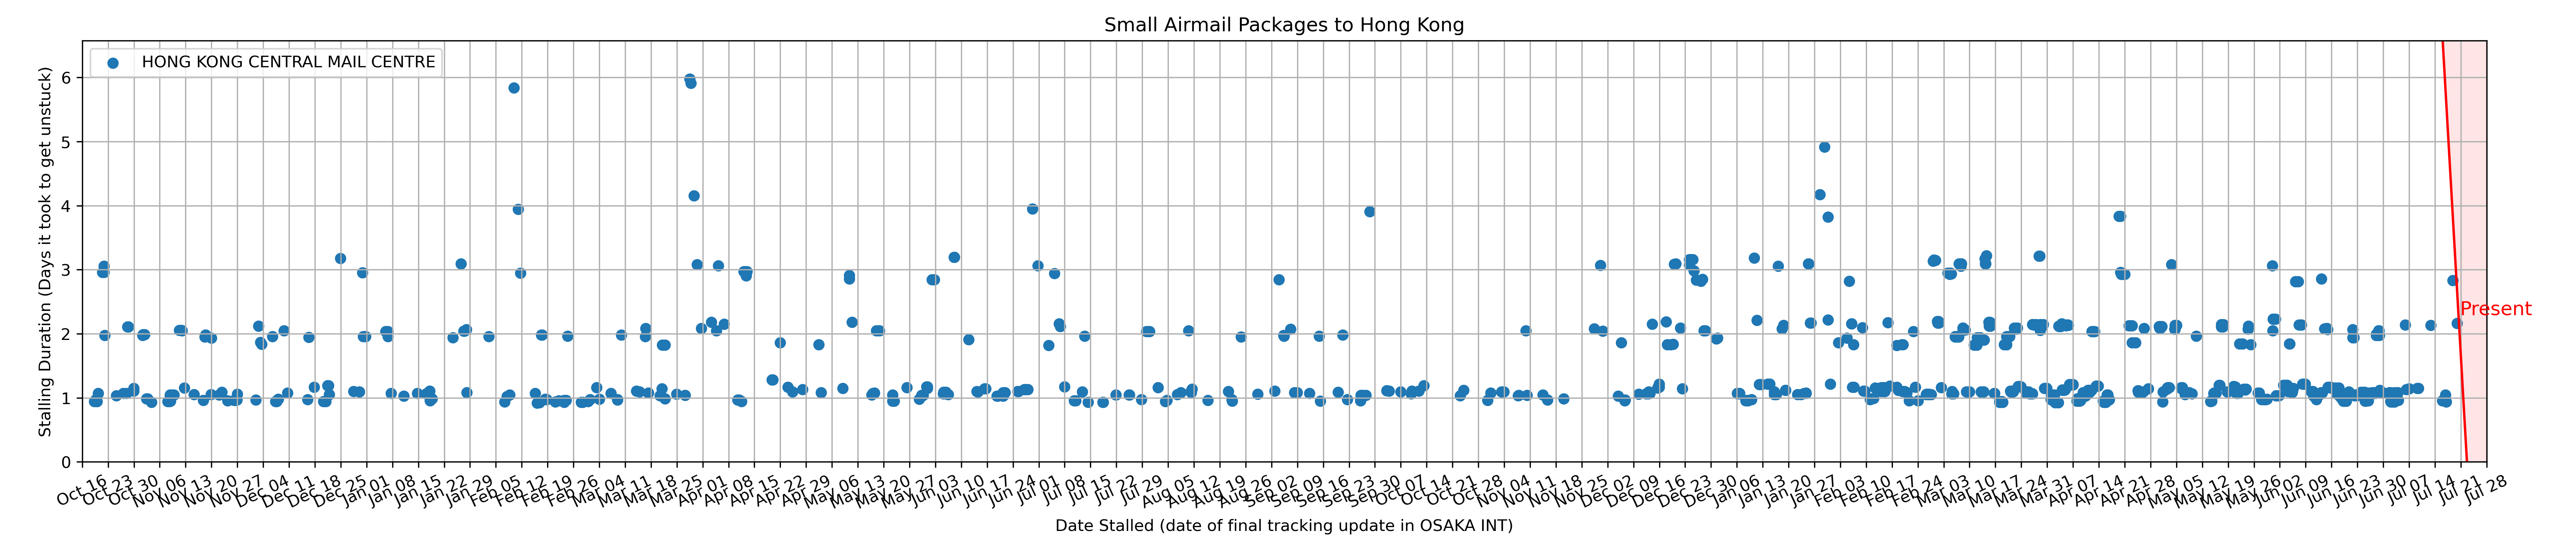 Small Airmail Packages to Hong Kong
HONG KONG CENTRAL MAIL CENTRE
Stalling Duration (Days it took to get unstuck)
6
5
4
3
2
1
0
Present
Oct 16 Oct 23 Oct 30 Nov 06 Nov 13 Nov 20 Nov 27 Dec 04 Dec 11 Dec 18 Dec 25 Jan 01 Jan 08 Jan 15 Jan 22 Jan 29 Feb 05 Feb 12 Feb 19 Feb 26 Mar 04 Mar 11 Mar 18 Mar 25 Apr 01 Apr 08 Apr 15 Apr 22 Apr 29 May 06 May 13 May 20 May 27 Jun 03 Jun 10 Jun 17 Jun 24 Jul 01 Jul 08 Jul 15 Jul 22 Jul 29 Aug 05 Aug 12 Aug 19 Aug 26 Sep 02 Sep 09 Sep 16 Sep 23 Sep 30 Oct 07 Oct 14 Oct 21 Oct 28 Nov 04 Nov 11 Nov 18 Nov 25 Dec 02 Dec 09 Dec 16 Dec 23 Dec 30 Jan 06 Jan 13 Jan 20 Jan 27 Feb 03 Feb 10 Feb 17 Feb 24 Mar 03 Mar 10 Mar 17 Mar 24 Mar 31 Apr 07 Apr 14 Apr 21 Apr 28 May 05 May 12 May 19 May 26 Jun 02 Jun 09 Jun 16 Jun 23 Jun 30 Jul 07 Jul 14 Jul 21 Jul 28
Date Stalled (date of final tracking update in OSAKA INT)